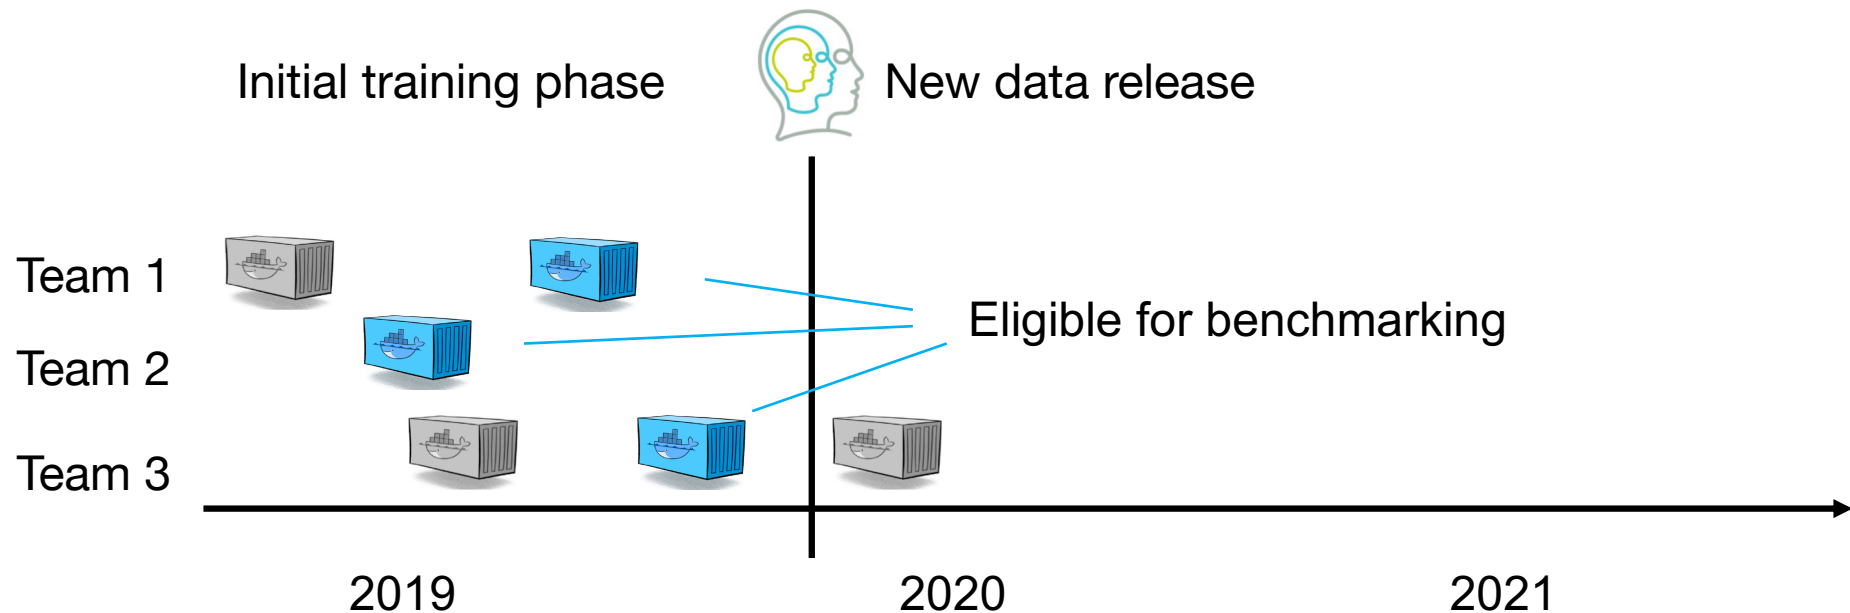 Initial training phase
New data release
Team 1
Eligible for benchmarking
Team 2
Team 3
2019
2020
2021